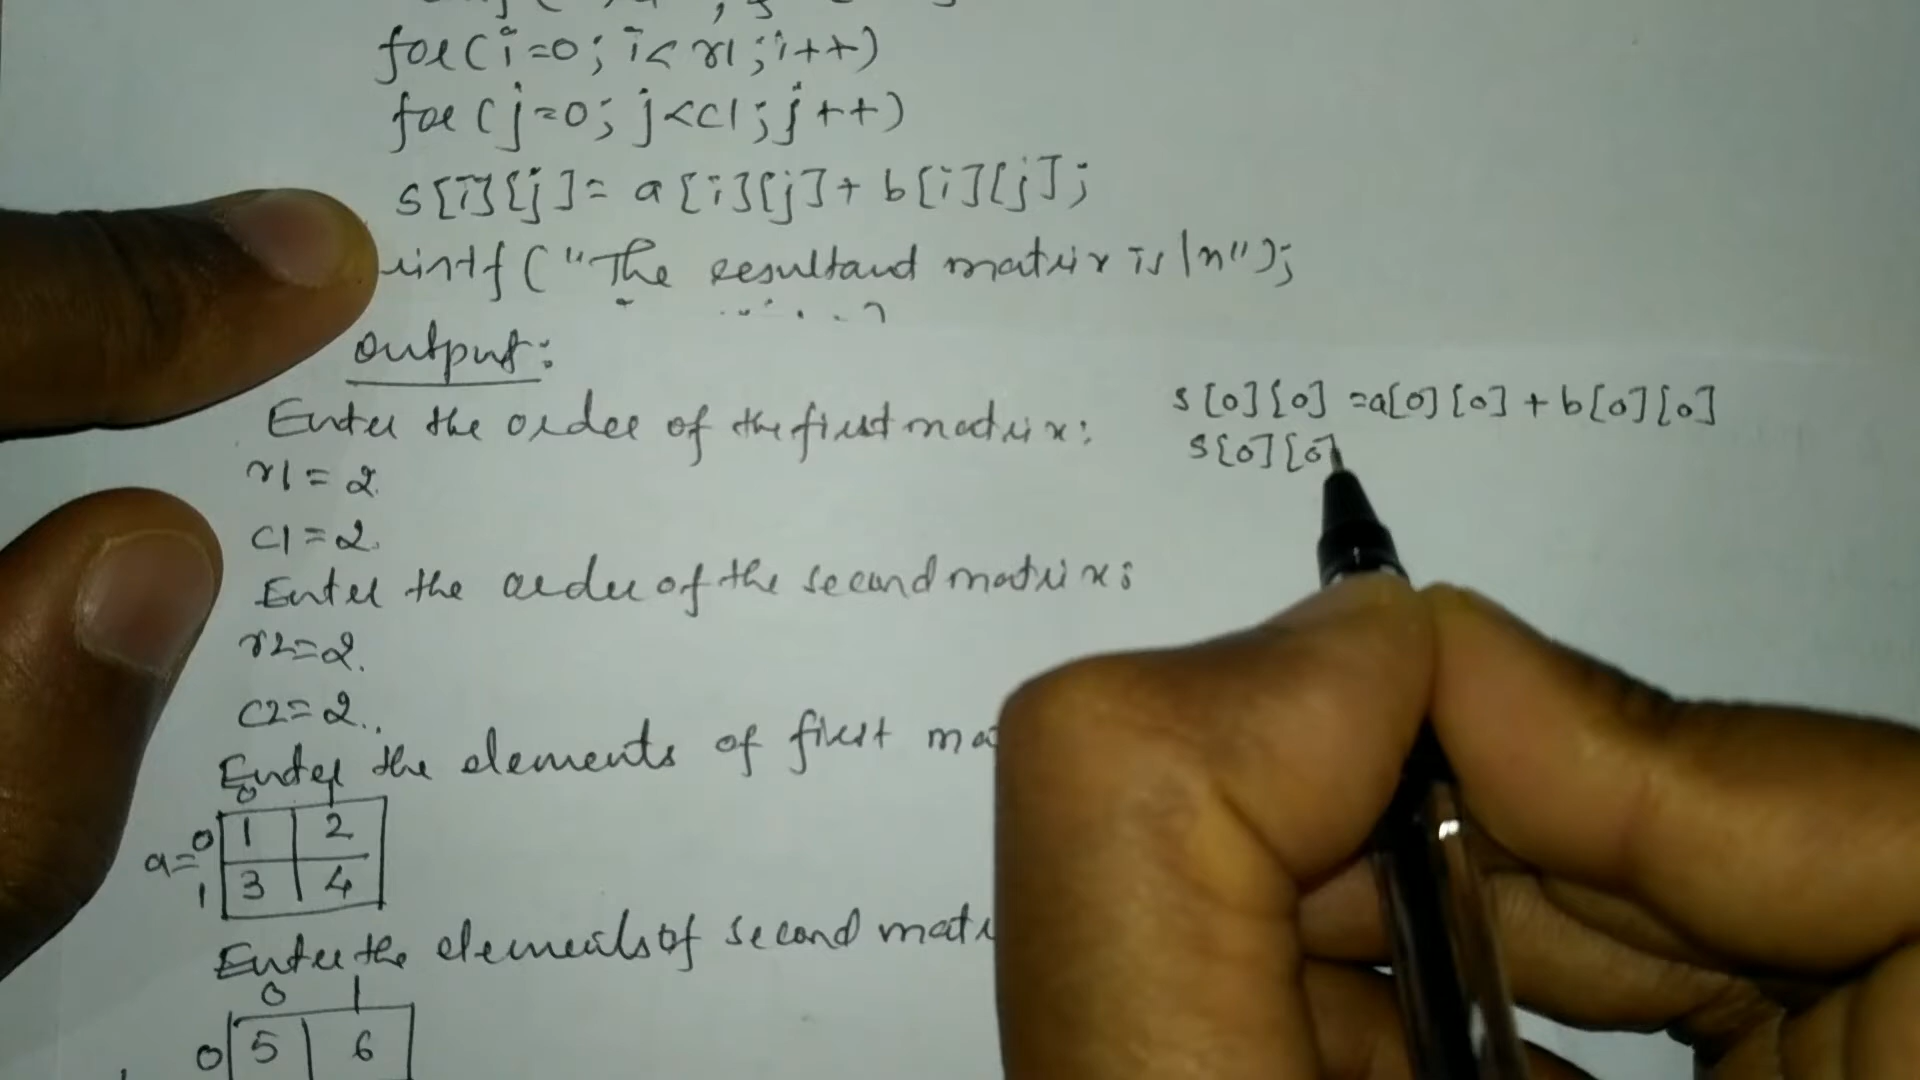 for(i=0; i<r1;i++)
for(j=0; j<c1;j++)
s[i][j]= a[i][j]+ b[i][j];
rintf("The resultant matrix is \n");
output:
Enter the order of the first matrix:
s[0][0] =a[0][0] + b[0][0]
s[0][0]
r1=2.
c1=2.
Enter the order of the second matrix:
r2=2.
c2=2.
Enter the elements of first mat
0 1
a= 0 1 2
1 3 4
Enter the elements of second matr
0 1
0 5 6